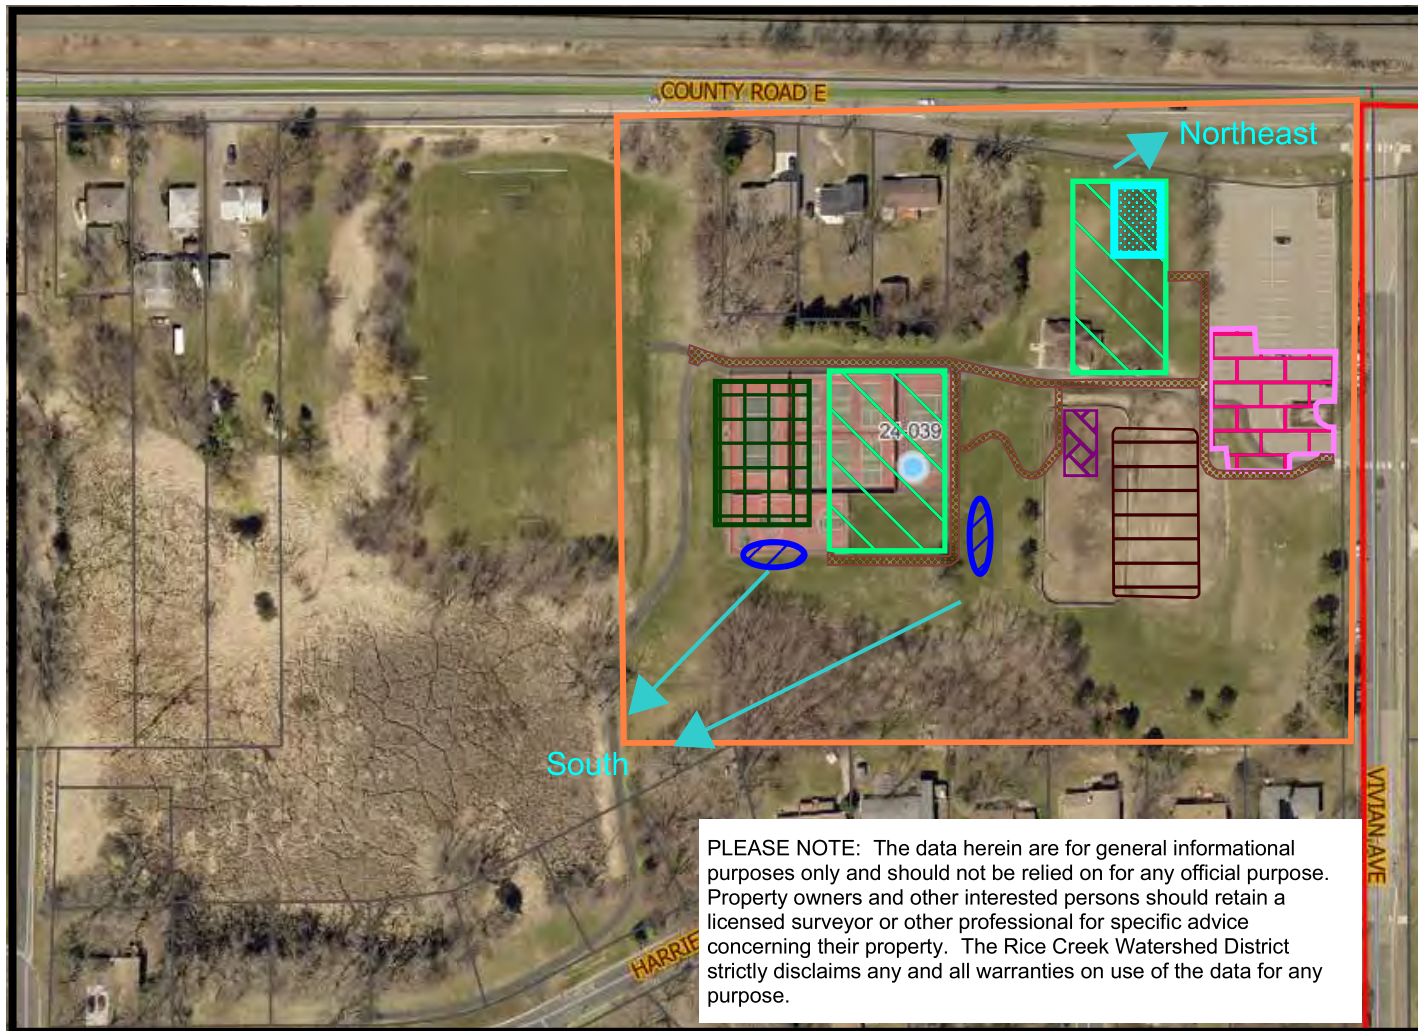 COUNTY ROAD E
Northeast
24-039
South
VIVIAN AVE
HARRIE
PLEASE NOTE:  The data herein are for general informational
purposes only and should not be relied on for any official purpose.
Property owners and other interested persons should retain a
licensed surveyor or other professional for specific advice
concerning their property.  The Rice Creek Watershed District
strictly disclaims any and all warranties on use of the data for any
purpose.